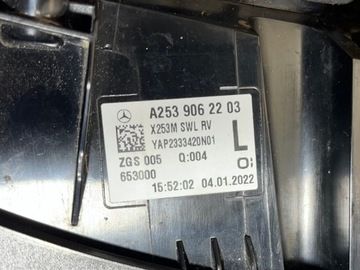 A253 906 22 03
X253M SWL RV
YAP2333420N01
L
ZGS 005 Q:004
653000
15:52:02 04.01.2022